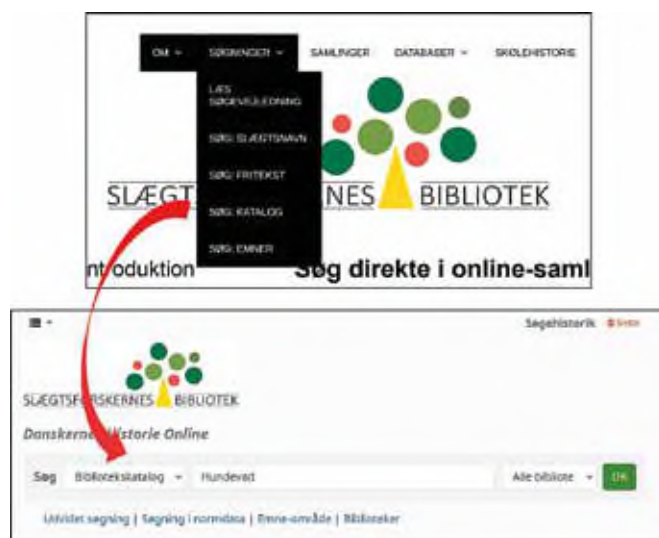 OM SØGNINGER SAMLINGER DATABASER SKOLEHISTORIE
LÆS
SØGEVEJLEDNING
SØG: SLÆGTSNAVN
SØG: FRITEKST
SØG: KATALOG
SØG: EMNER
SLÆGT NES BIBLIOTEK
ntroduktion Søg direkte i online-saml
Søgehistorik
SLÆGTSFORSKERNES BIBLIOTEK
Danskernes Historie Online
Søg Bibliotekskatalog Hundevad Alle bibliote OK
Udvidet søgning | Søgning i normdata | Emne-område | Biblioteker